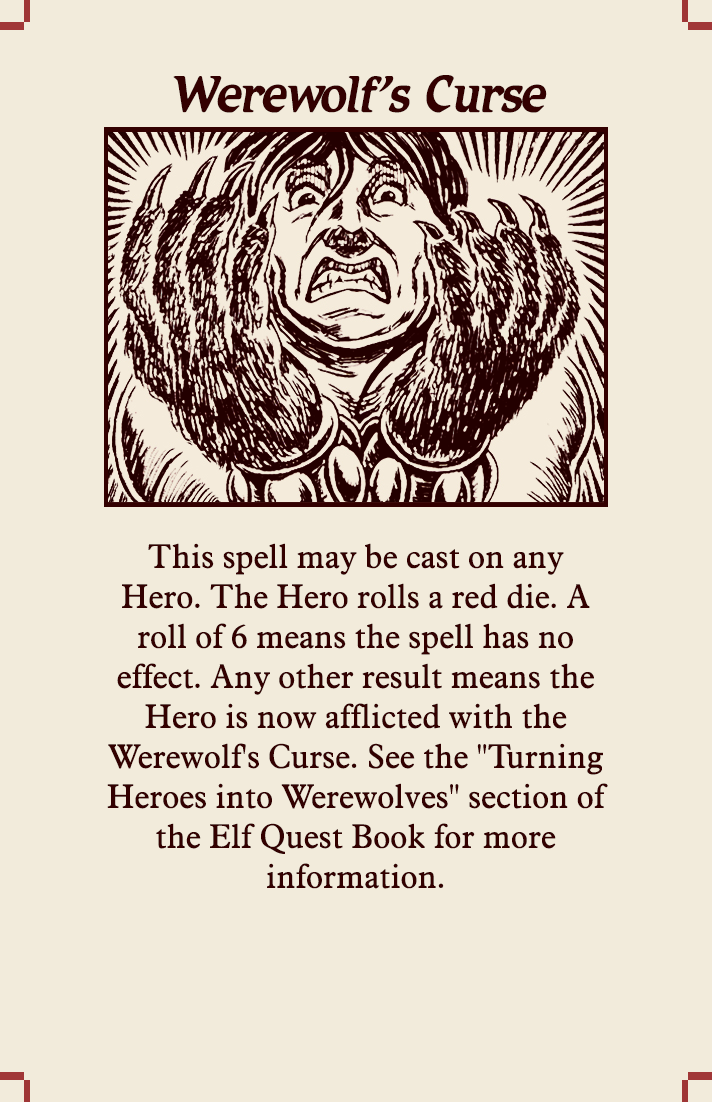 Werewolf’s Curse
This spell may be cast on any
Hero. The Hero rolls a red die. A
roll of 6 means the spell has no
effect. Any other result means the
Hero is now afflicted with the
Werewolf's Curse. See the "Turning
Heroes into Werewolves" section of
the Elf Quest Book for more
information.